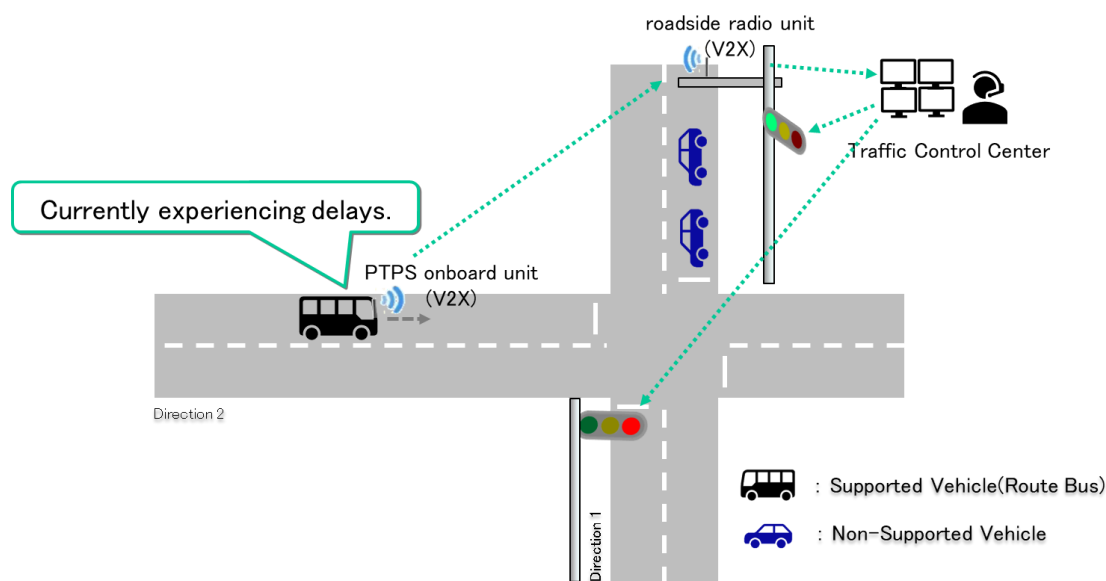 roadside radio unit
(V2X)
Traffic Control Center
Currently experiencing delays.
PTPS onboard unit
(V2X)
Direction 2
Direction 1
: Supported Vehicle(Route Bus)
: Non-Supported Vehicle